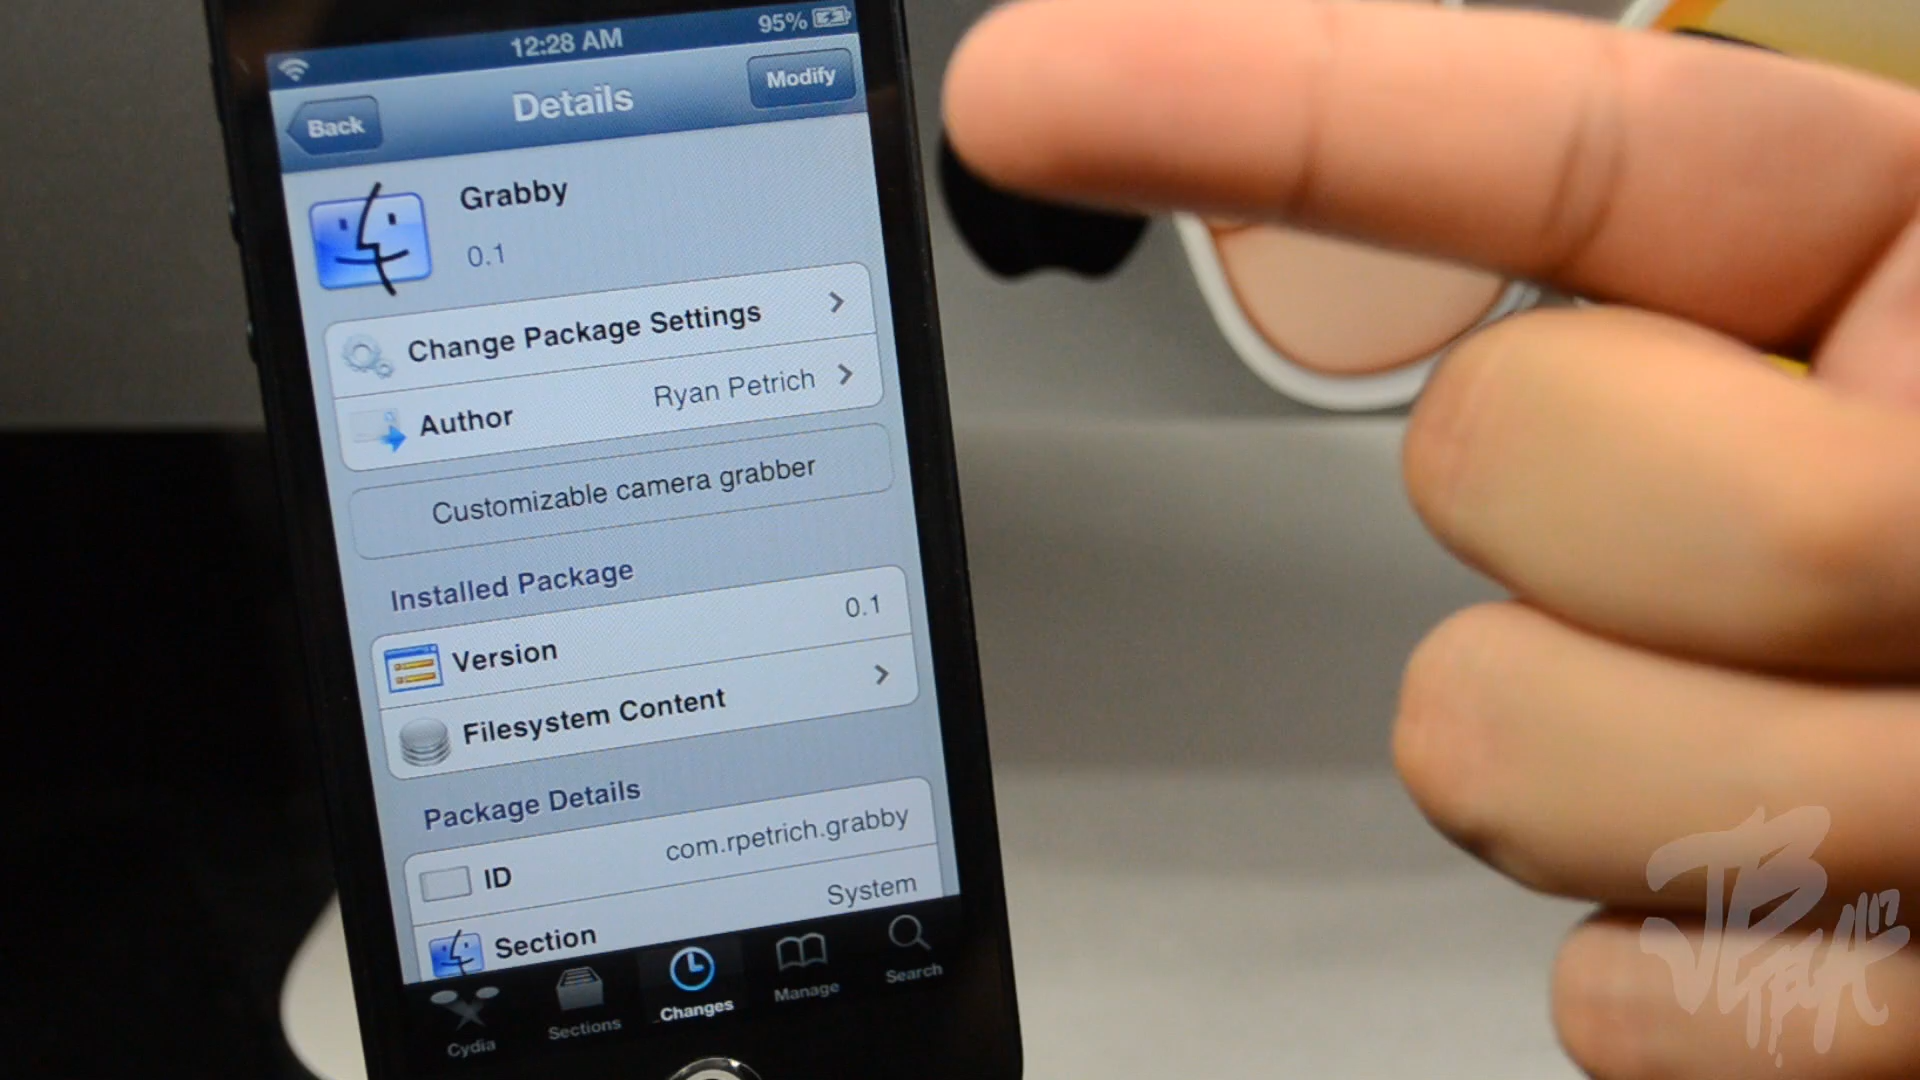 12:28 AM
95%
Back
Details
Modify
Grabby
0.1
Change Package Settings
Author
Ryan Petrich
Customizable camera grabber
Installed Package
Version
0.1
Filesystem Content
Package Details
ID
com.rpetrich.grabby
Section
System
Cydia
Sections
Changes
Manage
Search